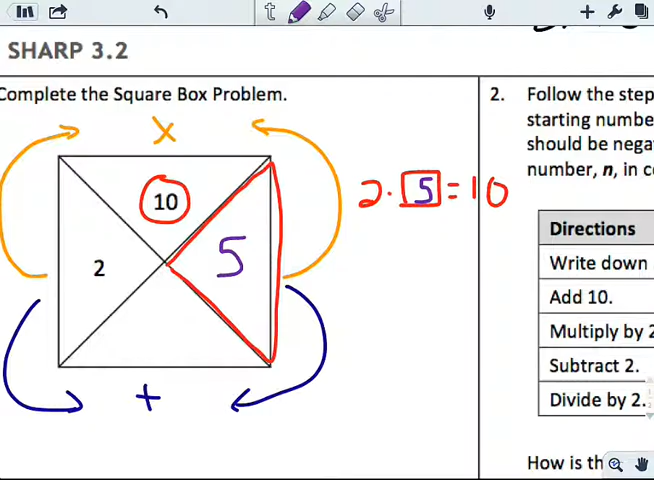 t
SHARP 3.2
Complete the Square Box Problem.
X
10
2
5
2 · 5 = 10
+
2. Follow the step
starting numbe
should be nega
number, n, in c
Directions
Write down
Add 10.
Multiply by 2
Subtract 2.
Divide by 2.
How is th